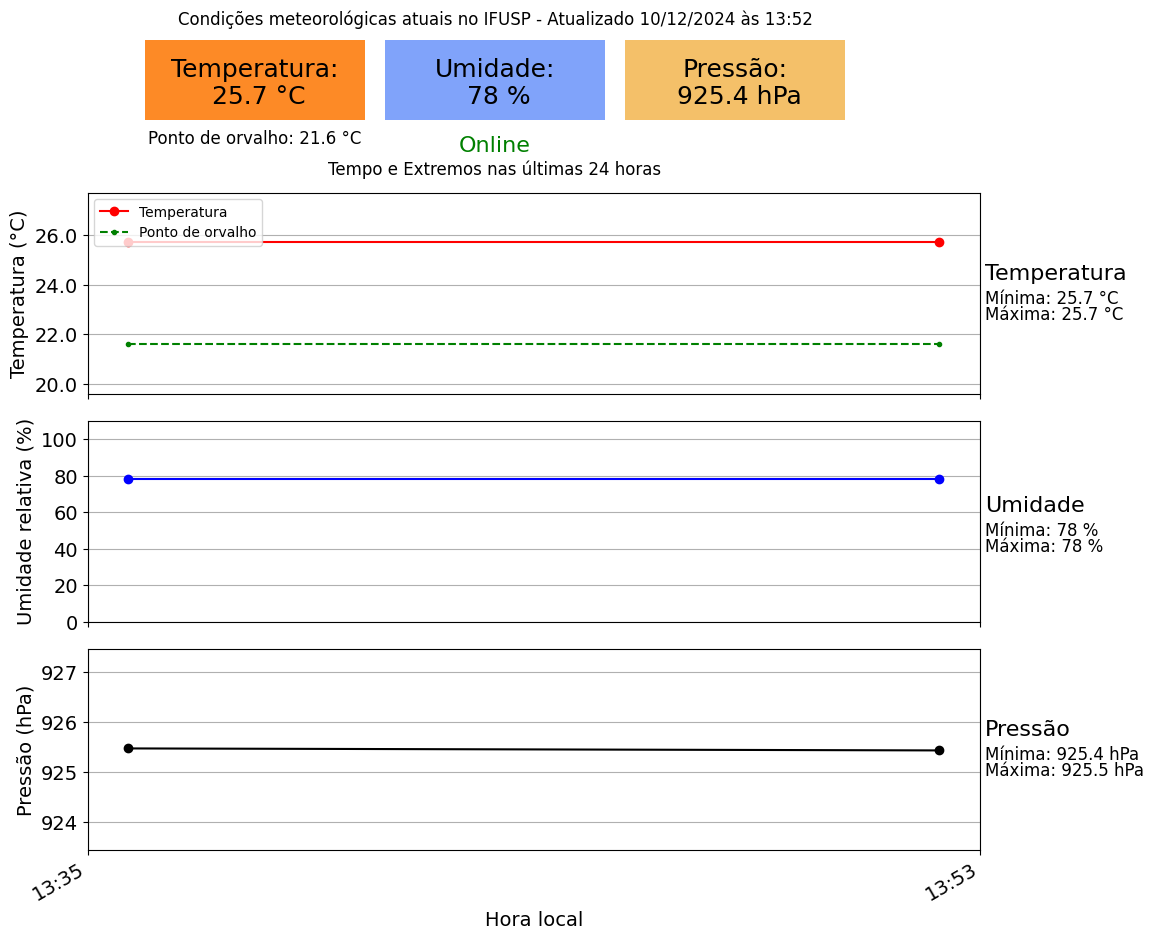 Condições meteorológicas atuais no IFUSP - Atualizado 10/12/2024 às 13:52
Temperatura:
25.7 °C
Umidade:
78 %
Pressão:
925.4 hPa
Ponto de orvalho: 21.6 °C
Online
Tempo e Extremos nas últimas 24 horas
Temperatura (°C)
26.0
24.0
22.0
20.0
Temperatura
Ponto de orvalho
Temperatura
Mínima: 25.7 °C
Máxima: 25.7 °C
Umidade relativa (%)
100
80
60
40
20
0
Umidade
Mínima: 78 %
Máxima: 78 %
Pressão (hPa)
927
926
925
924
Pressão
Mínima: 925.4 hPa
Máxima: 925.5 hPa
13:35
13:53
Hora local